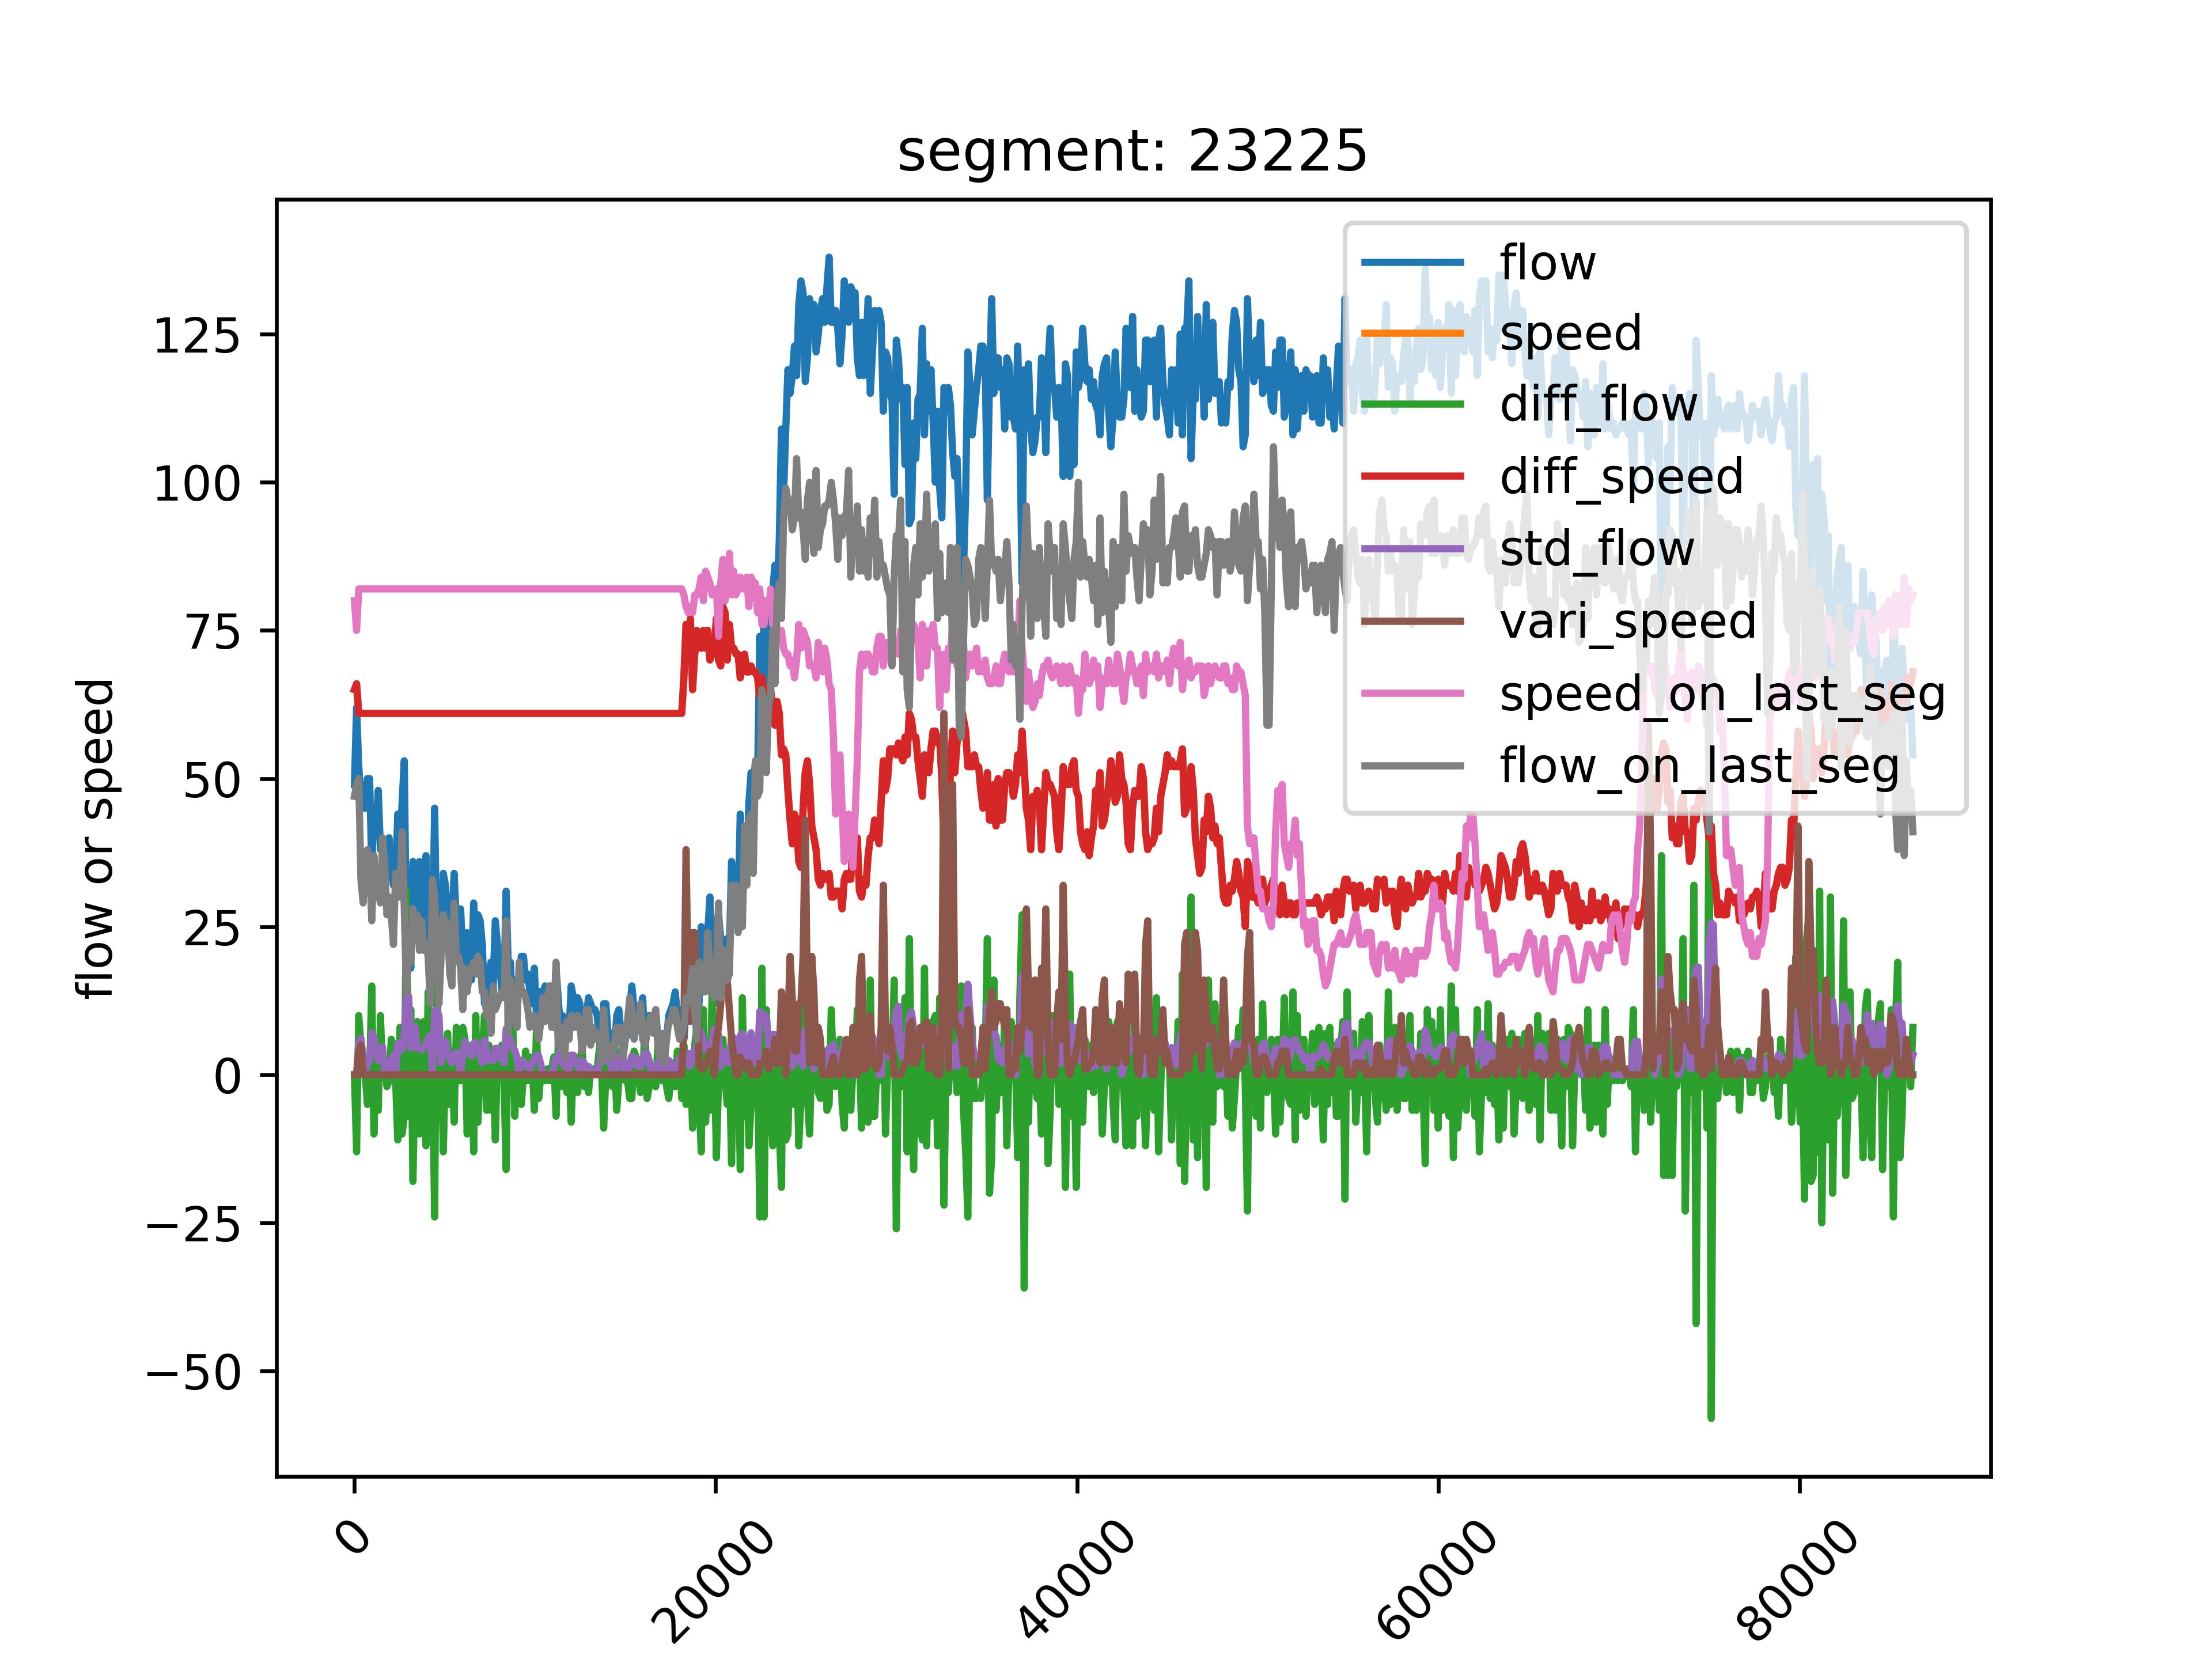 segment: 23225
flow or speed
125
100
75
50
25
0
−25
−50
0
20000
40000
60000
80000
flow
speed
diff_flow
diff_speed
std_flow
vari_speed
speed_on_last_seg
flow_on_last_seg